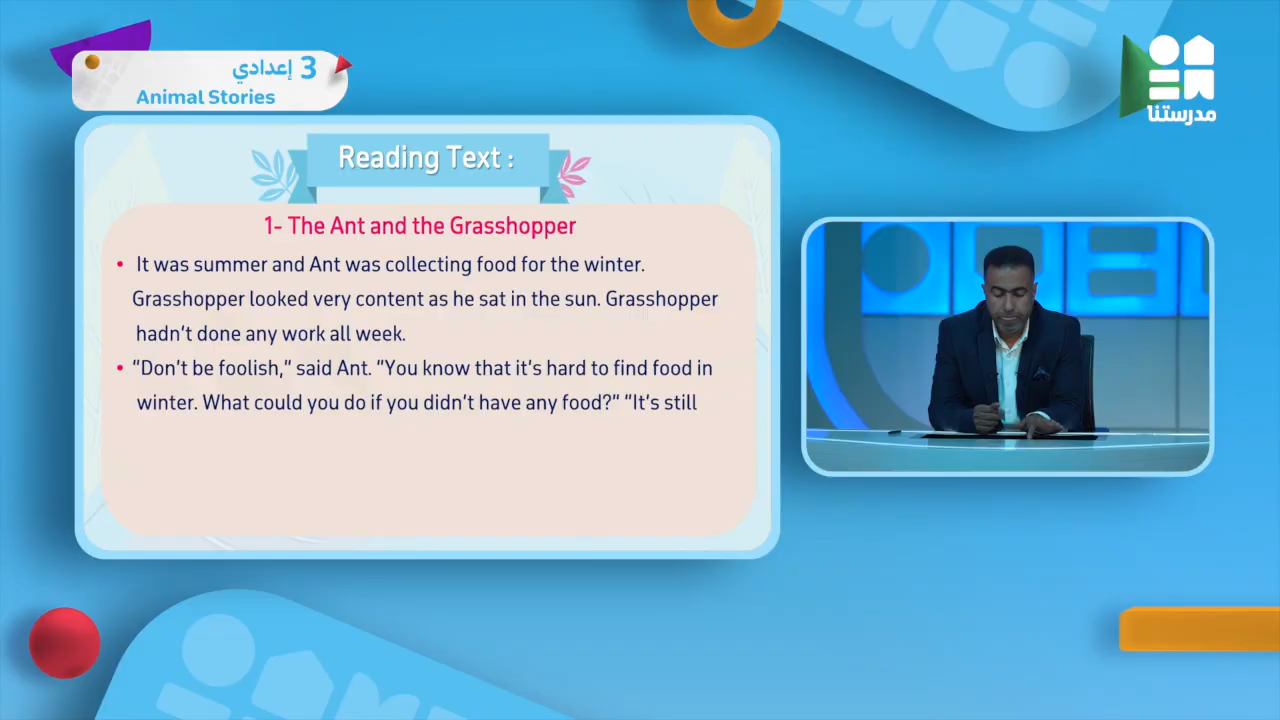 3 إعدادي
Animal Stories
مدرستنا
Reading Text :
1- The Ant and the Grasshopper
• It was summer and Ant was collecting food for the winter.
Grasshopper looked very content as he sat in the sun. Grasshopper
hadn't done any work all week.
• "Don't be foolish," said Ant. "You know that it's hard to find food in
winter. What could you do if you didn't have any food?" "It's still